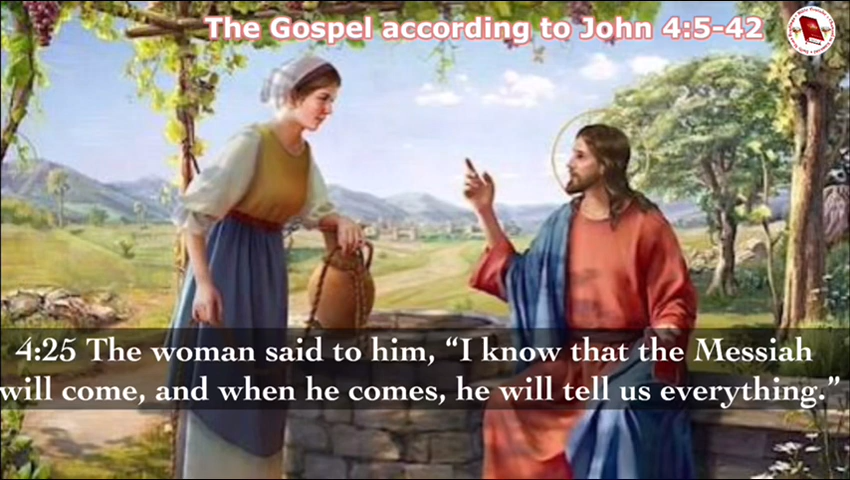 The Gospel according to John 4:5-42
4:25 The woman said to him, “I know that the Messiah
will come, and when he comes, he will tell us everything.”